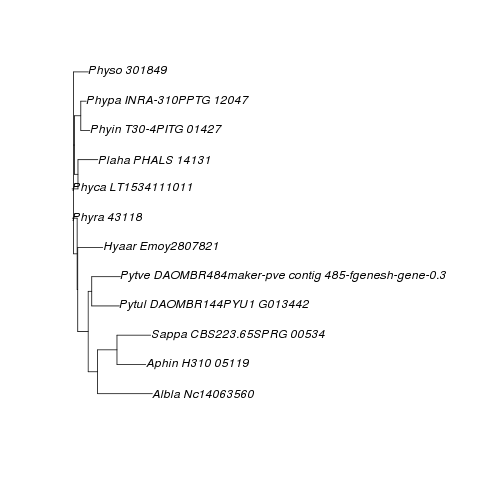 Physo 301849
Phypa INRA-310PPTG 12047
Phyin T30-4PITG 01427
Plaha PHALS 14131
Phyca LT1534111011
Phyra 43118
Hyaar Emoy2807821
Pytve DAOMBR484maker-pve contig 485-fgenesh-gene-0.3
Pytul DAOMBR144PYU1 G013442
Sappa CBS223.65SPRG 00534
Aphin H310 05119
Albla Nc14063560